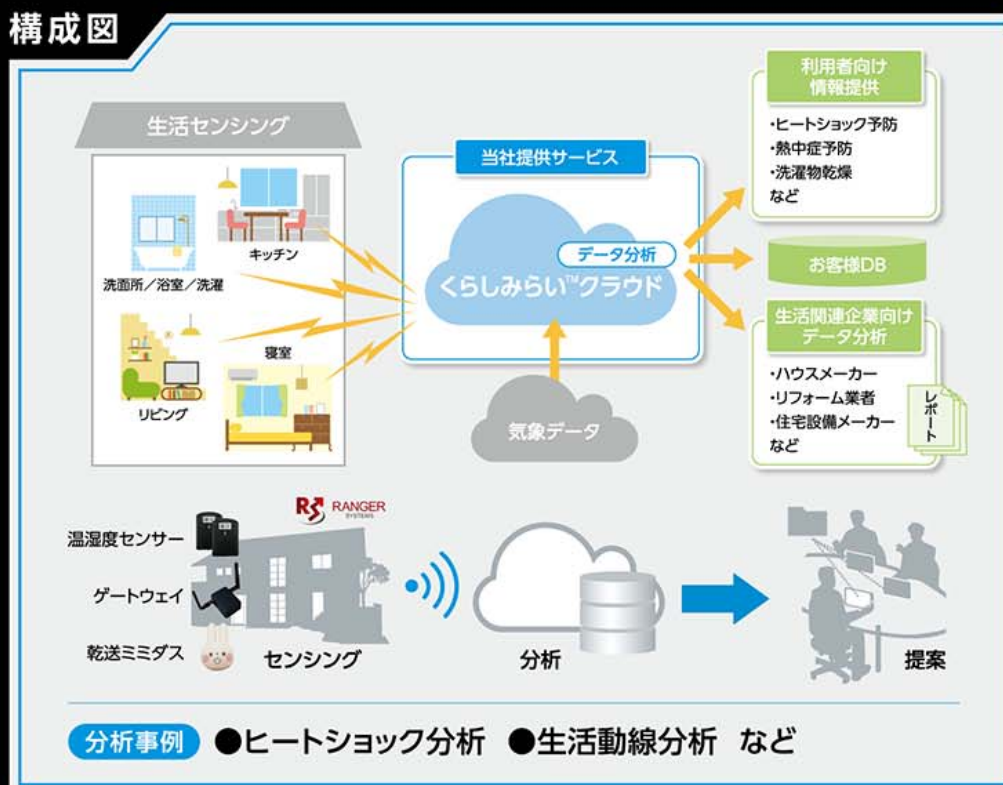 構成図
生活センシング
キッチン
洗面所／浴室／洗濯
寝室
リビング
当社提供サービス
データ分析
くらしみらい™クラウド
気象データ
利用者向け
情報提供
・ヒートショック予防
・熱中症予防
・洗濯物乾燥
など
お客様DB
生活関連企業向け
データ分析
・ハウスメーカー
・リフォーム業者
・住宅設備メーカー
など
レポート
RS RANGER
SYSTEMS
温湿度センサー
ゲートウェイ
乾送ミミダス
センシング
分析
提案
分析事例 ●ヒートショック分析 ●生活動線分析 など